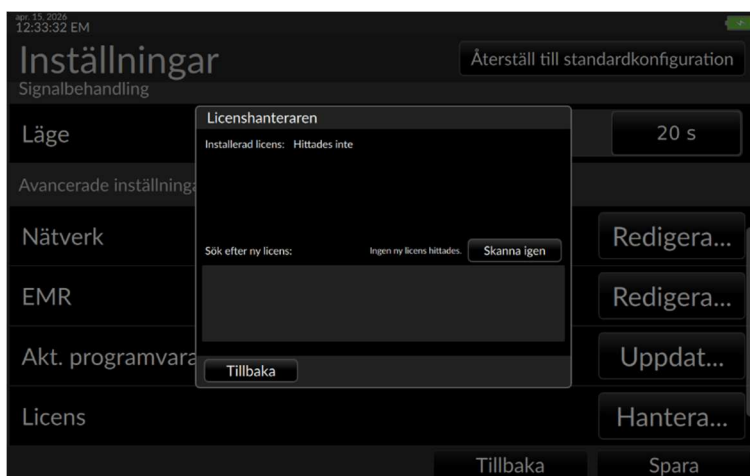 apr. 15, 2026
12:33:32 EM
Inställningar
Återställ till standardkonfiguration
Signalbehandling
Läge
20 s
Licenshanteraren
Installerad licens: Hittades inte
Avancerade inställninga
Nätverk
Redigera...
Sök efter ny licens:
Ingen ny licens hittades.
Skanna igen
EMR
Redigera...
Akt. programvara
Uppdat...
Tillbaka
Licens
Hantera...
Tillbaka
Spara